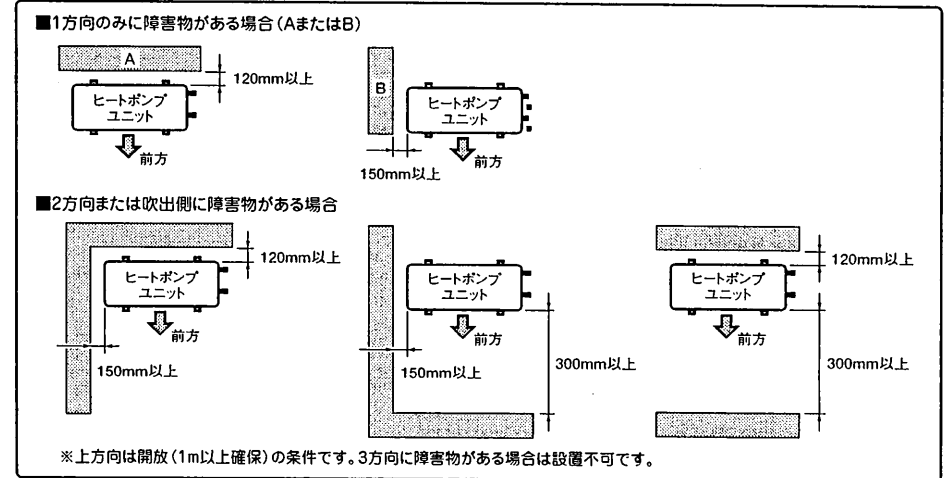 ■1方向のみに障害物がある場合(AまたはB)
A
120mm以上
ヒートポンプ
ユニット
前方
B
ヒートポンプ
ユニット
前方
150mm以上
■2方向または吹出側に障害物がある場合
120mm以上
ヒートポンプ
ユニット
前方
150mm以上
ヒートポンプ
ユニット
前方
150mm以上
300mm以上
120mm以上
ヒートポンプ
ユニット
前方
300mm以上
※上方向は開放(1m以上確保)の条件です。3方向に障害物がある場合は設置不可です。